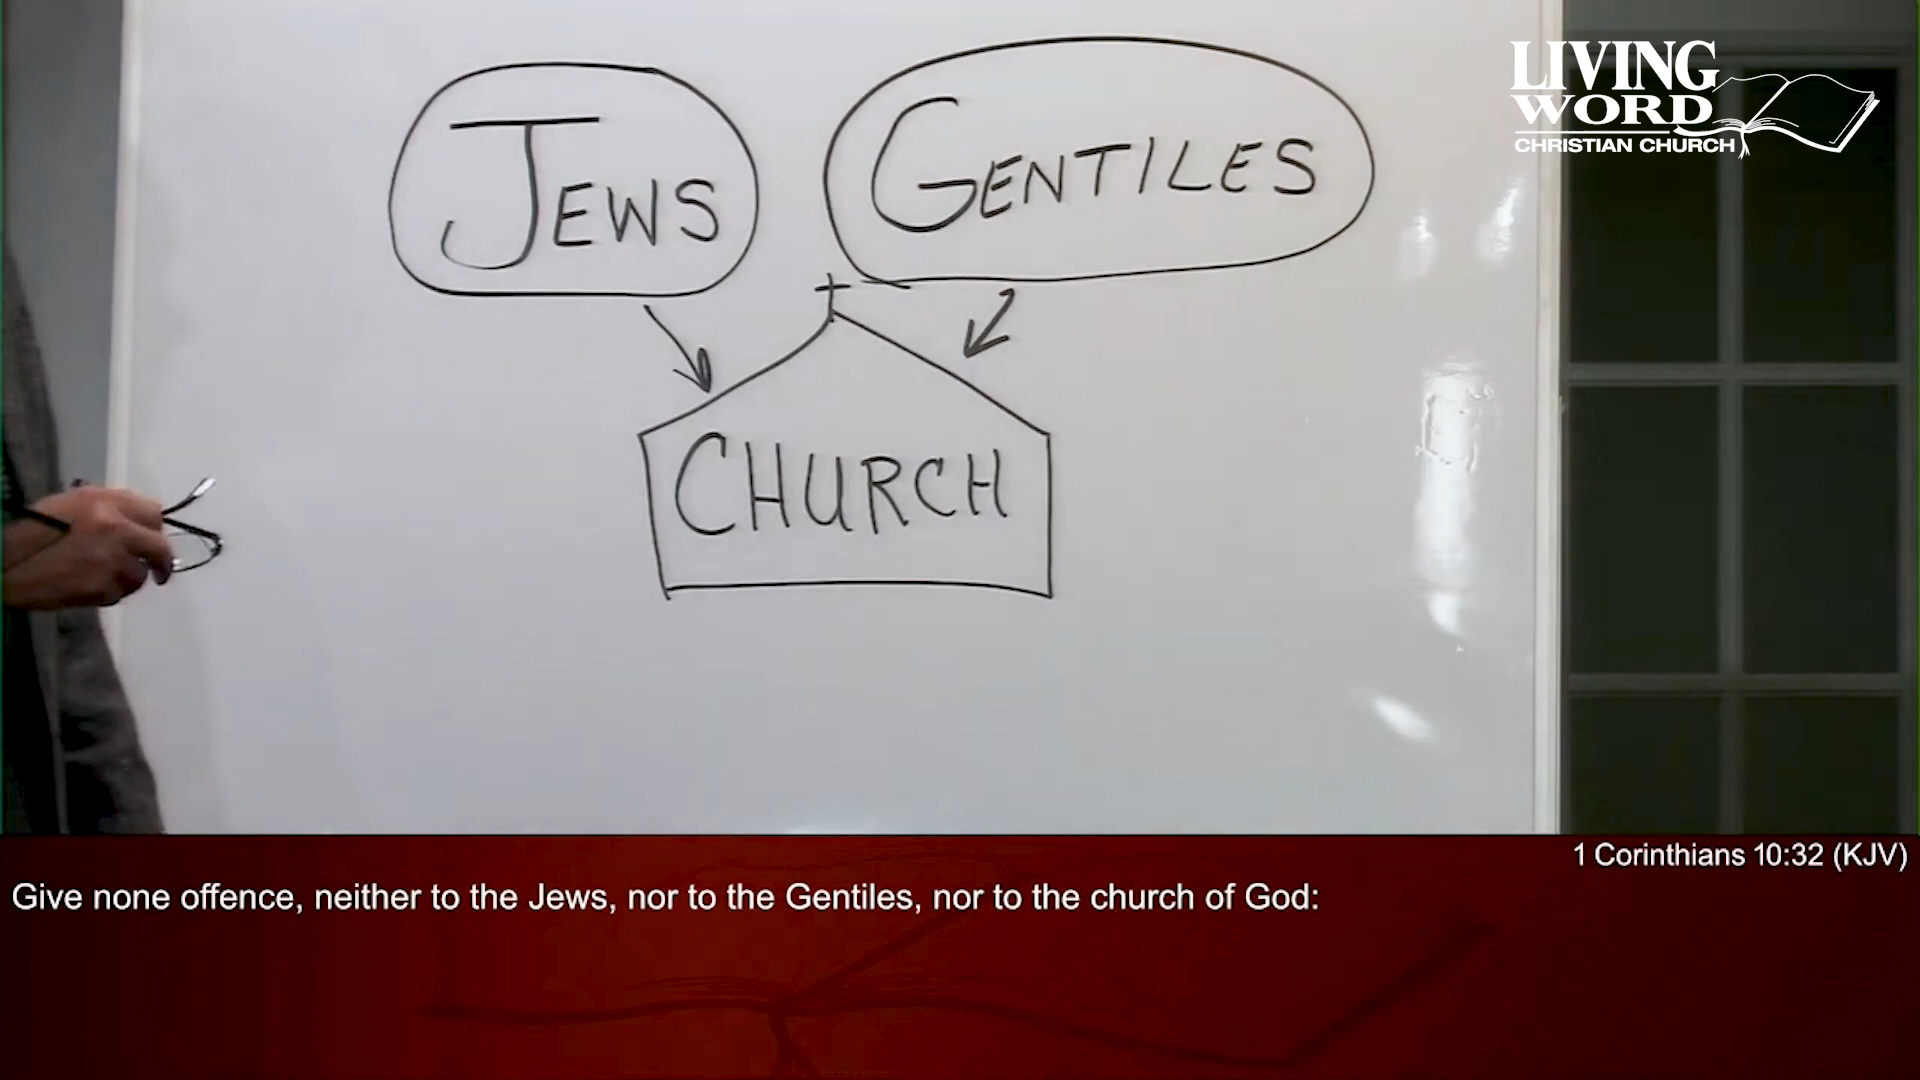 JEWS
GENTILES
CHURCH
LIVING
WORD
CHRISTIAN CHURCH
1 Corinthians 10:32 (KJV)
Give none offence, neither to the Jews, nor to the Gentiles, nor to the church of God: